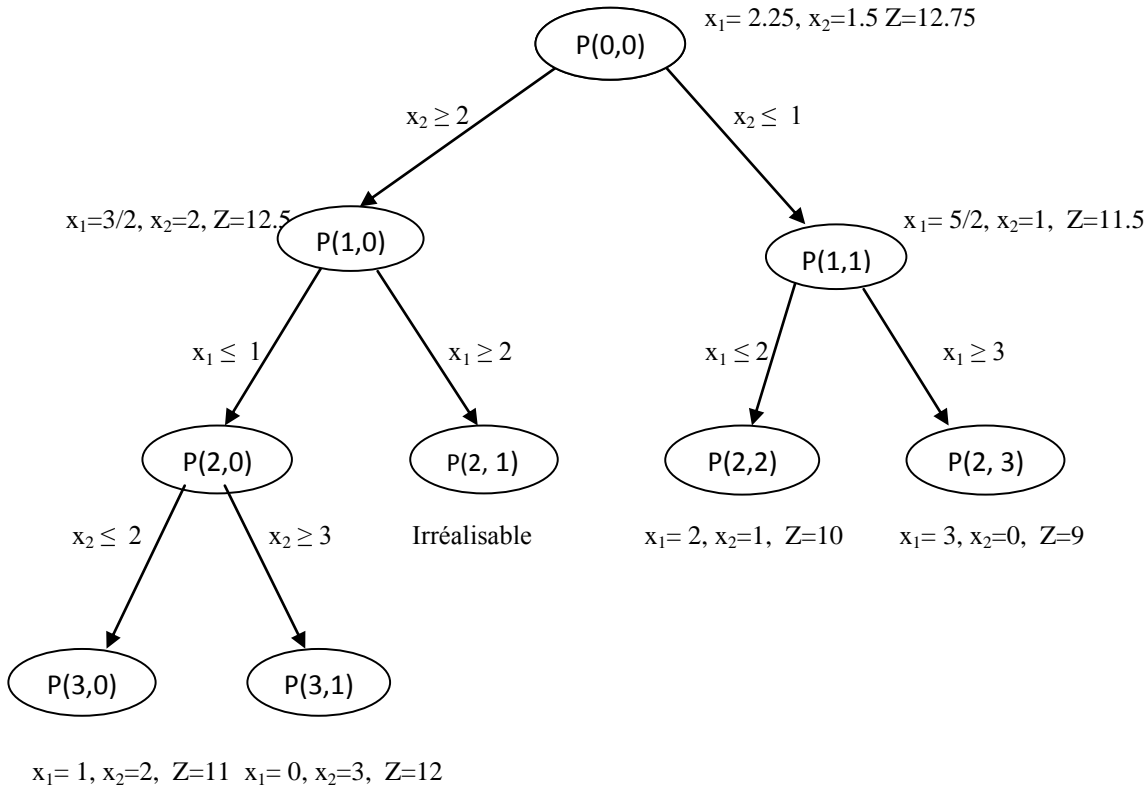 x₁= 2.25, x₂=1.5 Z=12.75
P(0,0)
x₂ ≥ 2
x₂ ≤ 1
x₁=3/2, x₂=2, Z=12.5
P(1,0)
x₁= 5/2, x₂=1, Z=11.5
P(1,1)
x₁ ≤ 1
x₁ ≥ 2
x₁ ≤ 2
x₁ ≥ 3
P(2,0)
P(2, 1)
P(2,2)
P(2, 3)
x₂ ≤ 2
x₂ ≥ 3
Irréalisable
x₁= 2, x₂=1, Z=10
x₁= 3, x₂=0, Z=9
P(3,0)
P(3,1)
x₁= 1, x₂=2, Z=11
x₁= 0, x₂=3, Z=12